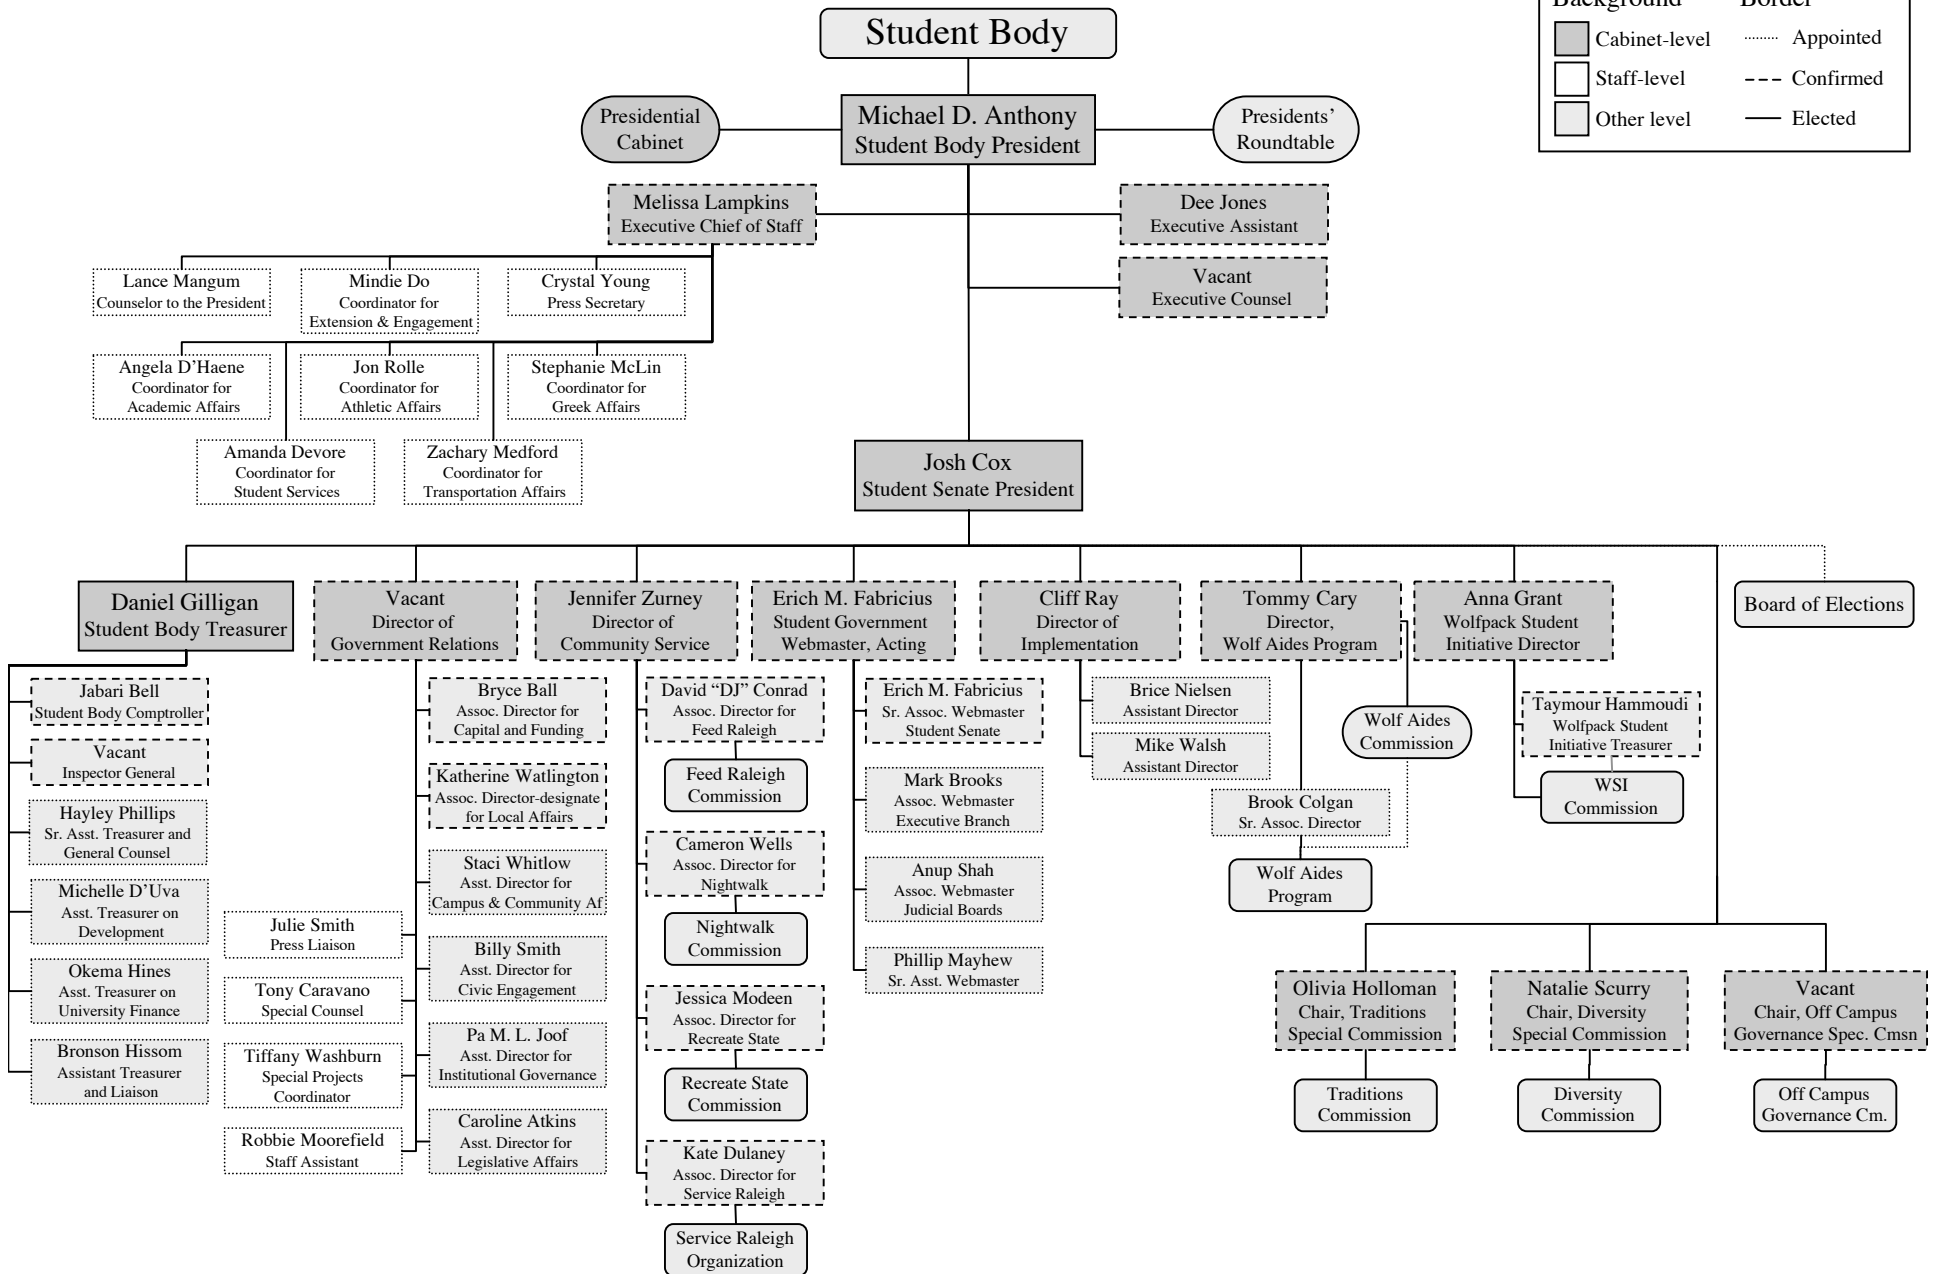 Background Border
Cabinet-level
Appointed
Staff-level
Confirmed
Other level
Elected
Student Body
Presidential
Cabinet
Michael D. Anthony
Student Body President
Presidents’
Roundtable
Melissa Lampkins
Executive Chief of Staff
Dee Jones
Executive Assistant
Vacant
Executive Counsel
Lance Mangum
Counselor to the President
Mindie Do
Coordinator for
Extension & Engagement
Crystal Young
Press Secretary
Angela D’Haene
Coordinator for
Academic Affairs
Jon Rolle
Coordinator for
Athletic Affairs
Stephanie McLin
Coordinator for
Greek Affairs
Amanda Devore
Coordinator for
Student Services
Zachary Medford
Coordinator for
Transportation Affairs
Josh Cox
Student Senate President
Daniel Gilligan
Student Body Treasurer
Jabari Bell
Student Body Comptroller
Vacant
Inspector General
Hayley Phillips
Sr. Asst. Treasurer and
General Counsel
Michelle D’Uva
Asst. Treasurer on
Development
Okema Hines
Asst. Treasurer on
University Finance
Bronson Hissom
Assistant Treasurer
and Liaison
Vacant
Director of
Government Relations
Bryce Ball
Assoc. Director for
Capital and Funding
Katherine Watlington
Assoc. Director-designate
for Local Affairs
Staci Whitlow
Asst. Director for
Campus & Community Af
Billy Smith
Asst. Director for
Civic Engagement
Pa M. L. Joof
Asst. Director for
Institutional Governance
Caroline Atkins
Asst. Director for
Legislative Affairs
Julie Smith
Press Liaison
Tony Caravano
Special Counsel
Tiffany Washburn
Special Projects
Coordinator
Robbie Moorefield
Staff Assistant
Jennifer Zurney
Director of
Community Service
David “DJ” Conrad
Assoc. Director for
Feed Raleigh
Feed Raleigh
Commission
Cameron Wells
Assoc. Director for
Nightwalk
Nightwalk
Commission
Jessica Modeen
Assoc. Director for
Recreate State
Recreate State
Commission
Kate Dulaney
Assoc. Director for
Service Raleigh
Service Raleigh
Organization
Erich M. Fabricius
Student Government
Webmaster, Acting
Erich M. Fabricius
Sr. Assoc. Webmaster
Student Senate
Mark Brooks
Assoc. Webmaster
Executive Branch
Anup Shah
Assoc. Webmaster
Judicial Boards
Phillip Mayhew
Sr. Asst. Webmaster
Cliff Ray
Director of
Implementation
Brice Nielsen
Assistant Director
Mike Walsh
Assistant Director
Tommy Cary
Director,
Wolf Aides Program
Wolf Aides
Commission
Brook Colgan
Sr. Assoc. Director
Wolf Aides
Program
Anna Grant
Wolfpack Student
Initiative Director
Taymour Hammoudi
Wolfpack Student
Initiative Treasurer
WSI
Commission
Board of Elections
Olivia Holloman
Chair, Traditions
Special Commission
Traditions
Commission
Natalie Scurry
Chair, Diversity
Special Commission
Diversity
Commission
Vacant
Chair, Off Campus
Governance Spec. Cmsn
Off Campus
Governance Cm.